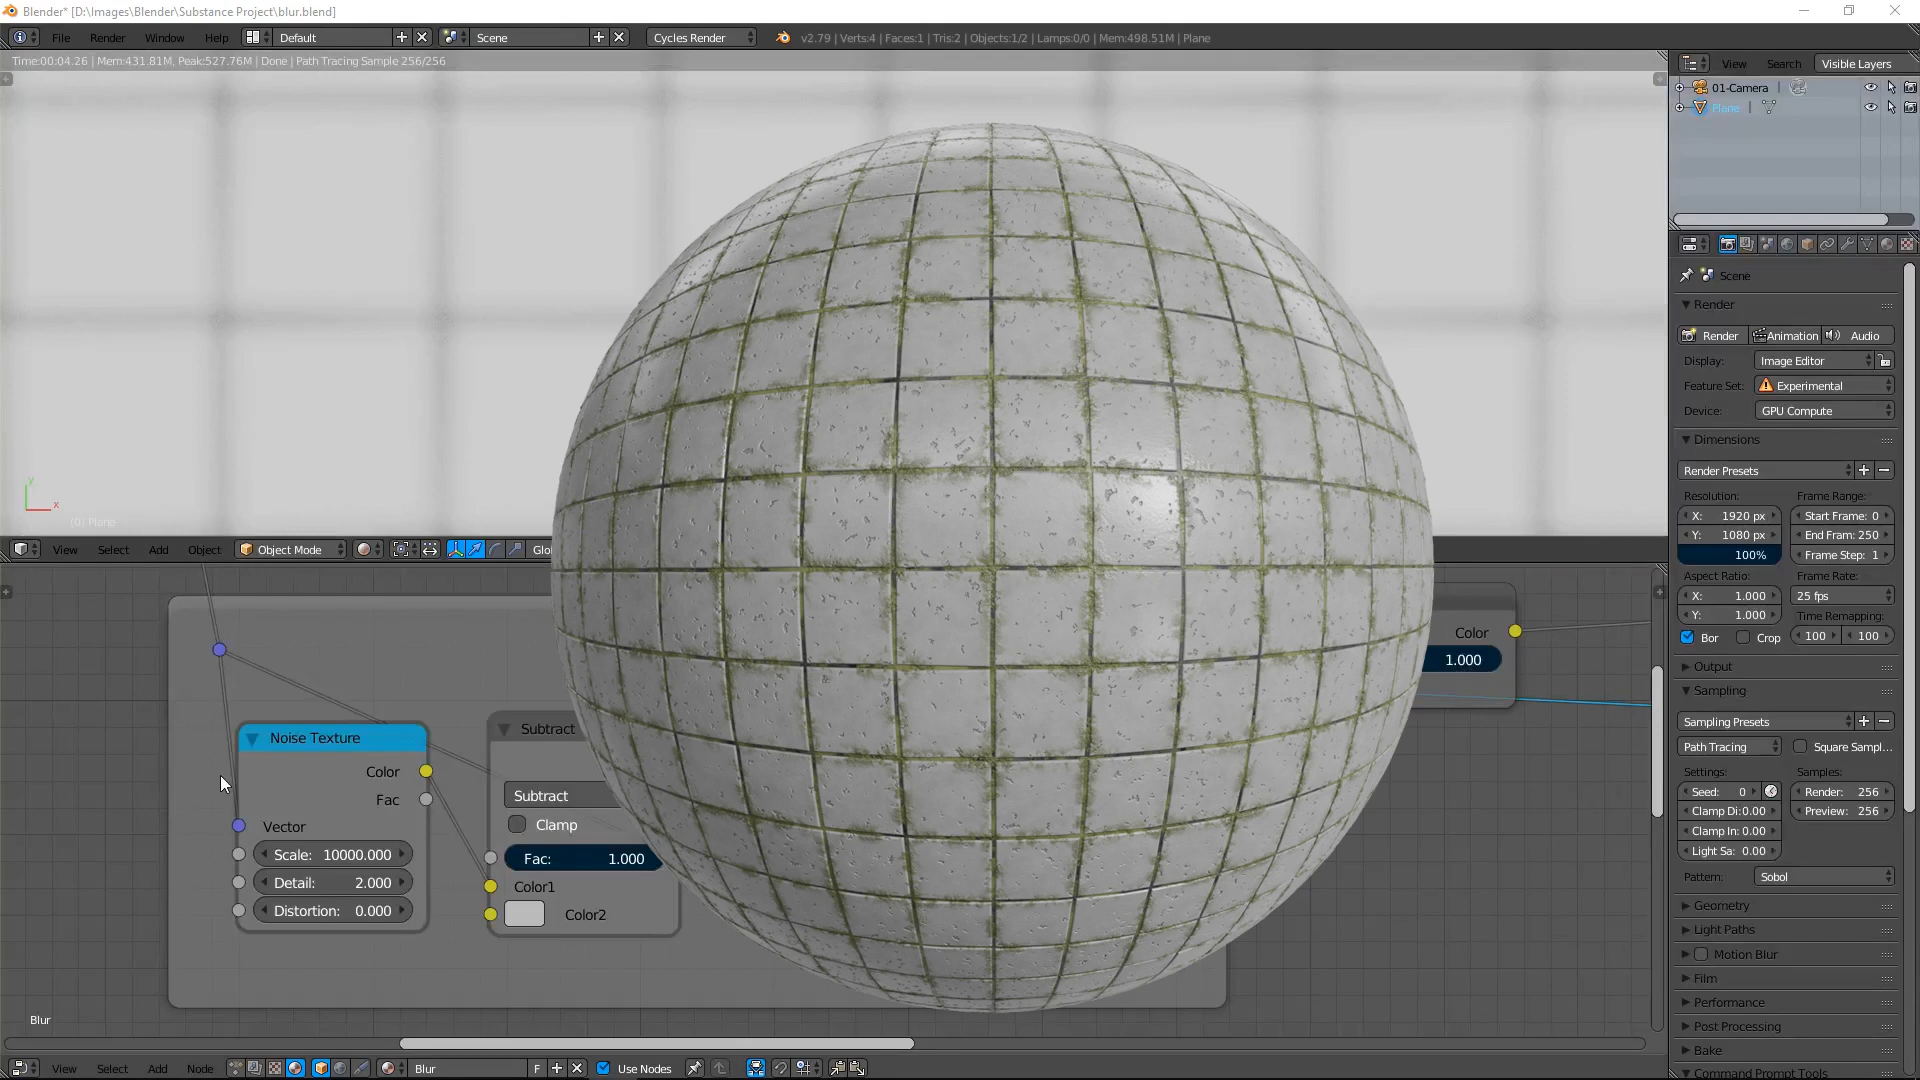 Blender* [D:\Images\Blender\Substance Project\blur.blend]
File Render Window Help Default Scene Cycles Render v2.79 | Verts:4 | Faces:1 | Tris:2 | Objects:1/2 | Lamps:0/0 | Mem:498.51M | Plane
Time:00:04.26 | Mem:431.81M, Peak:527.76M | Done | Path Tracing Sample 256/256
View Search Visible Layers
01-Camera
Plane
Scene
Render
Render Animation Audio
Display: Image Editor
Feature Set: Experimental
Device: GPU Compute
Dimensions
Render Presets
Resolution: Frame Range:
X: 1920 px Start Frame: 0
Y: 1080 px End Fram: 250
100% Frame Step: 1
Aspect Ratio: Frame Rate:
X: 1.000 25 fps
Y: 1.000 Time Remapping:
Bor Crop 100 100
Output
Sampling
Sampling Presets
Path Tracing Square Sampl...
Settings: Samples:
Seed: 0 Render: 256
Clamp Di:0.00 Preview: 256
Clamp In: 0.00
Light Sa: 0.00
Pattern: Sobol
Geometry
Light Paths
Motion Blur
Film
Performance
Post Processing
Bake
Command Prompt Tools
y
x
(0) Plane
View Select Add Object Object Mode Glo
Color
1.000
Noise Texture
Color
Fac
Vector
Scale: 10000.000
Detail: 2.000
Distortion: 0.000
Subtract
Subtract
Clamp
Fac: 1.000
Color1
Color2
Blur
View Select Add Node Blur F Use Nodes